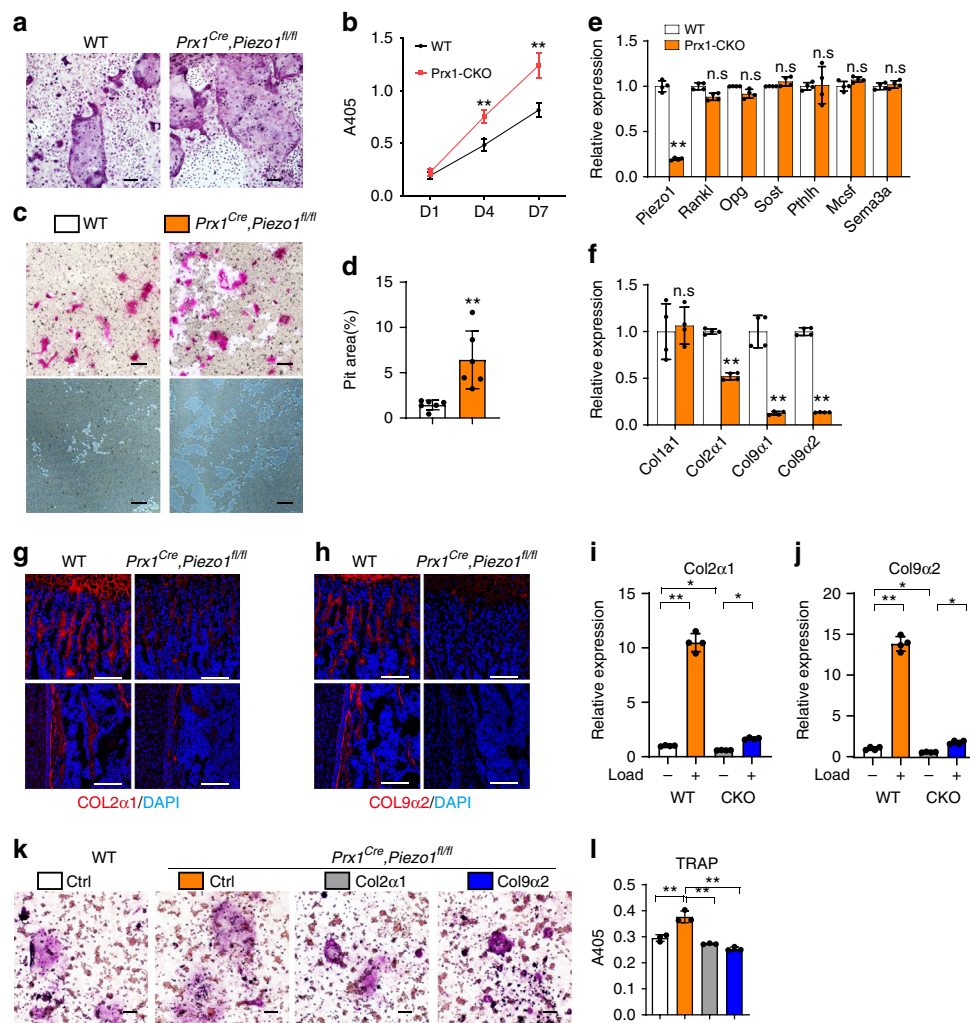 a
WT
Prx1Cre,Piezo1fl/fl
b
WT
Prx1-CKO
**
**
A405
1.5
1.0
0.5
0.0
D1
D4
D7
c
WT
Prx1Cre,Piezo1fl/fl
d
**
Pit area(%)
15
10
5
0
e
WT
Prx1-CKO
Relative expression
1.5
1.0
0.5
0.0
**
n.s
n.s
n.s
n.s
n.s
n.s
Piezo1
Rankl
Opg
Sost
Pthlh
Mcsf
Sema3a
f
Relative expression
1.5
1.0
0.5
0.0
n.s
**
**
**
Col1a1
Col2α1
Col9α1
Col9α2
g
WT
Prx1Cre,Piezo1fl/fl
COL2α1/DAPI
h
WT
Prx1Cre,Piezo1fl/fl
COL9α2/DAPI
i
Col2α1
Relative expression
15
10
5
0
*
**
*
Load
–
+
–
+
WT
CKO
j
Col9α2
Relative expression
20
15
10
5
0
*
**
*
Load
–
+
–
+
WT
CKO
k
WT
Prx1Cre,Piezo1fl/fl
Ctrl
Ctrl
Col2α1
Col9α2
l
TRAP
A405
0.5
0.4
0.3
0.2
0.1
0.0
**
**
**